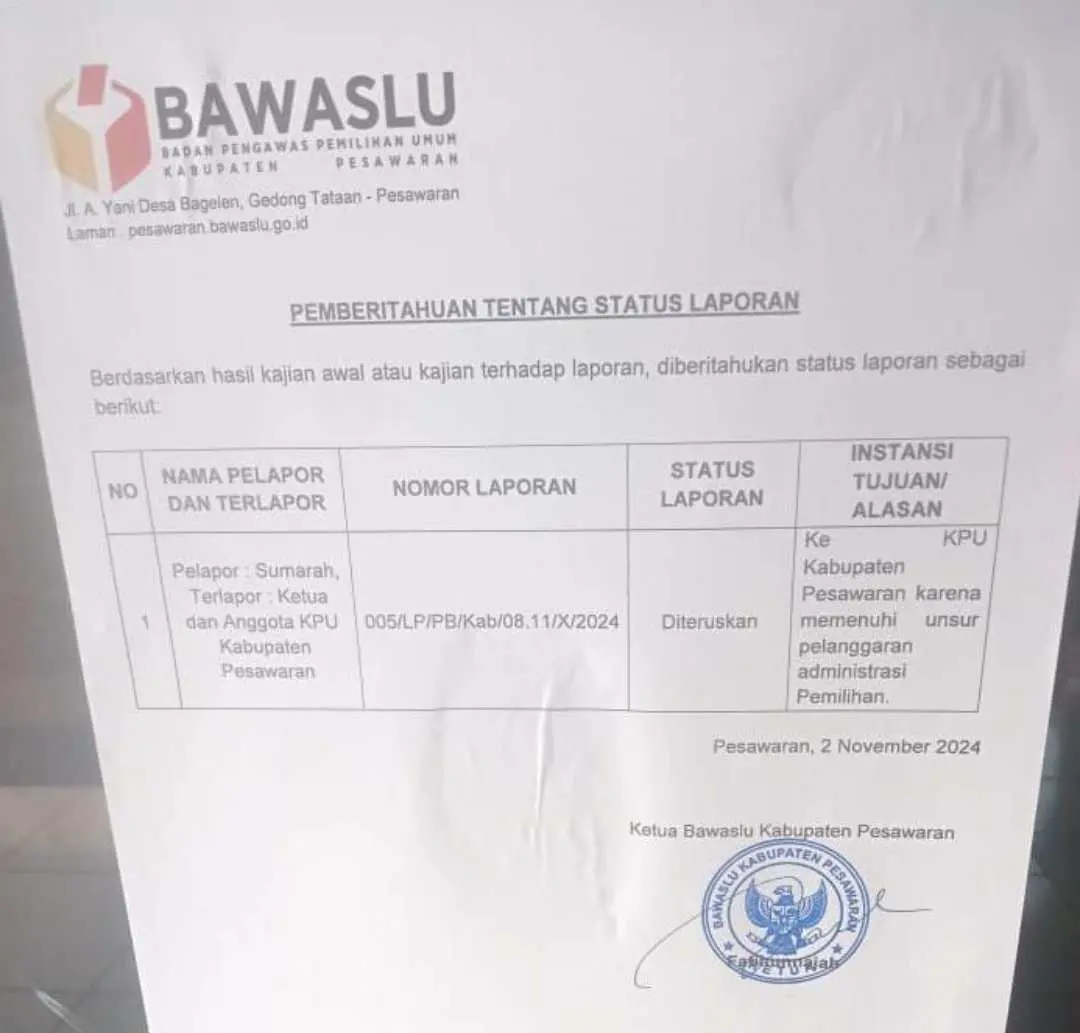 BAWASLU
BADAN PENGAWAS PEMILIHAN UMUM
KABUPATEN PESAWARAN
Jl. A. Yani Desa Bagelen, Gedong Tataan - Pesawaran
Laman : pesawaran.bawaslu.go.id
PEMBERITAHUAN TENTANG STATUS LAPORAN
Berdasarkan hasil kajian awal atau kajian terhadap laporan, diberitahukan status laporan sebagai
berikut:
NO
NAMA PELAPOR
DAN TERLAPOR
NOMOR LAPORAN
STATUS
LAPORAN
INSTANSI
TUJUAN/
ALASAN
1
Pelapor : Sumarah,
Terlapor : Ketua
dan Anggota KPU
Kabupaten
Pesawaran
005/LP/PB/Kab/08.11/X/2024
Diteruskan
Ke KPU
Kabupaten
Pesawaran karena
memenuhi unsur
pelanggaran
administrasi
Pemilihan.
Pesawaran, 2 November 2024
Ketua Bawaslu Kabupaten Pesawaran
BAWASLU KABUPATEN PESAWARAN
KETUA